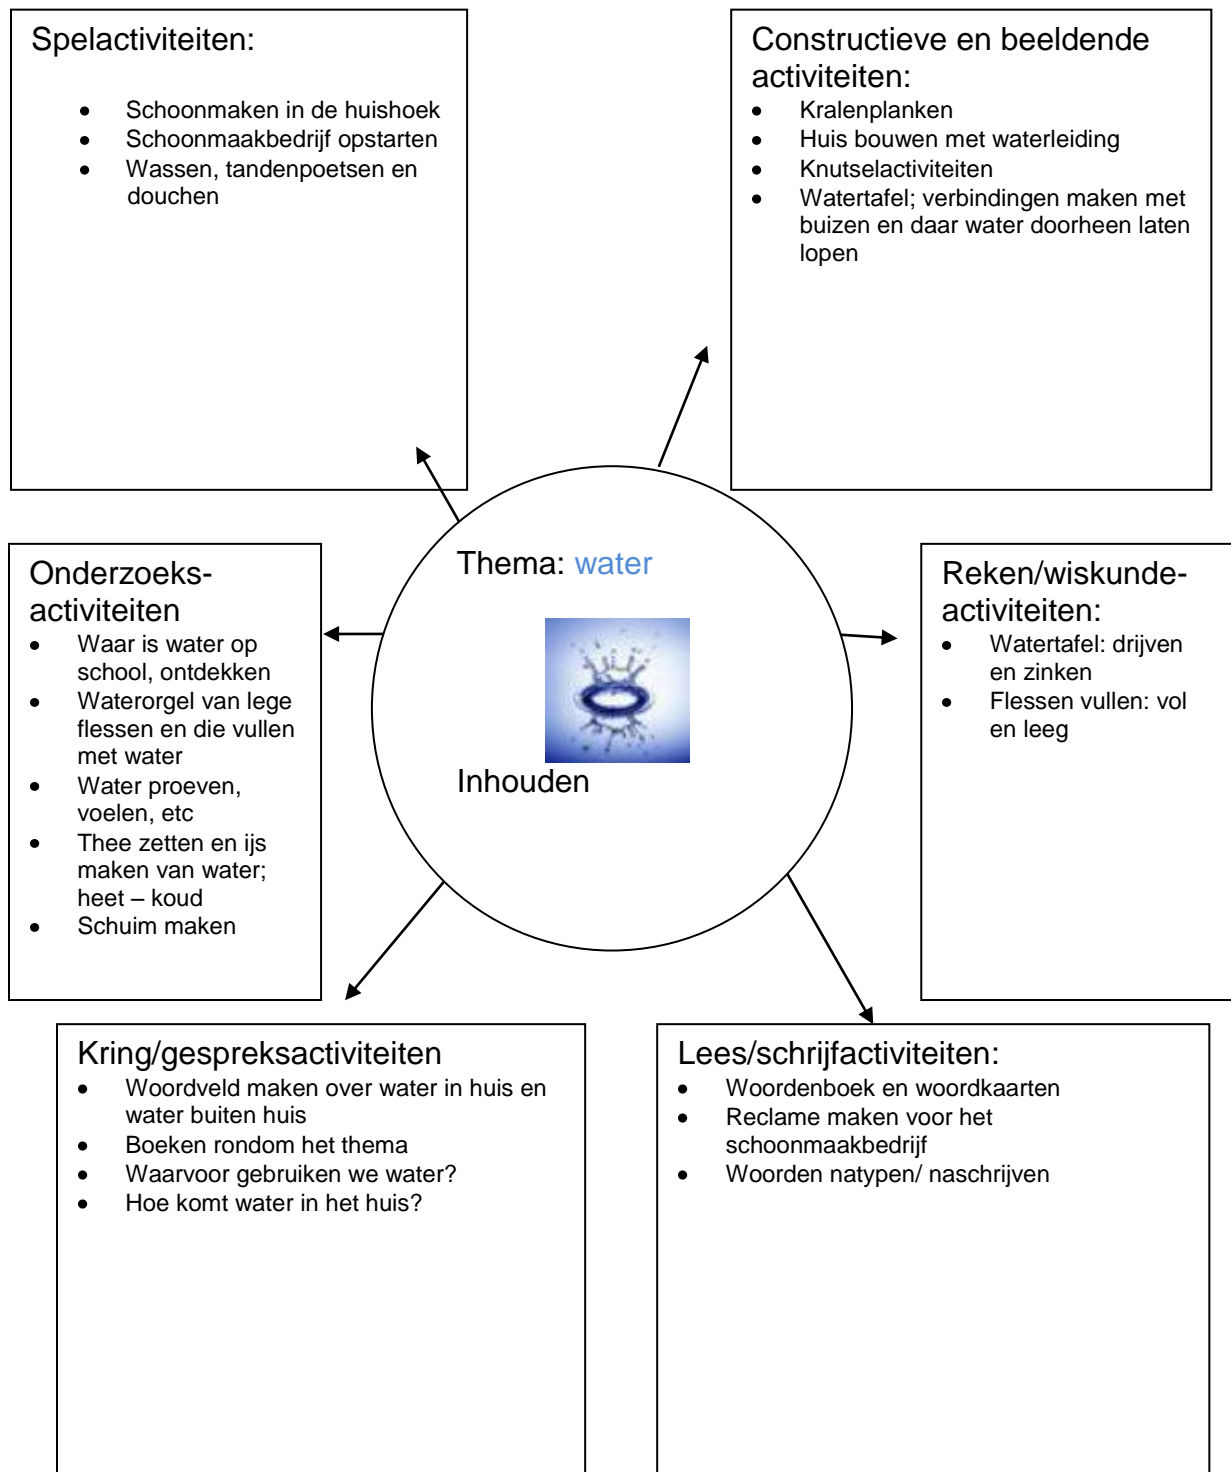 Spelactiviteiten:
• Schoonmaken in de huishoek
• Schoonmaakbedrijf opstarten
• Wassen, tandenpoetsen en
douchen
Constructieve en beeldende
activiteiten:
• Kralenplanken
• Huis bouwen met waterleiding
• Knutselactiviteiten
• Watertafel; verbindingen maken met
buizen en daar water doorheen laten
lopen
Thema: water
Inhouden
Onderzoeks-
activiteiten
• Waar is water op
school, ontdekken
• Waterorgel van lege
flessen en die vullen
met water
• Water proeven,
voelen, etc
• Thee zetten en ijs
maken van water;
heet – koud
• Schuim maken
Reken/wiskunde-
activiteiten:
• Watertafel: drijven
en zinken
• Flessen vullen: vol
en leeg
Kring/gespreksactiviteiten
• Woordveld maken over water in huis en
water buiten huis
• Boeken rondom het thema
• Waarvoor gebruiken we water?
• Hoe komt water in het huis?
Lees/schrijfactiviteiten:
• Woordenboek en woordkaarten
• Reclame maken voor het
schoonmaakbedrijf
• Woorden natypen/ naschrijven